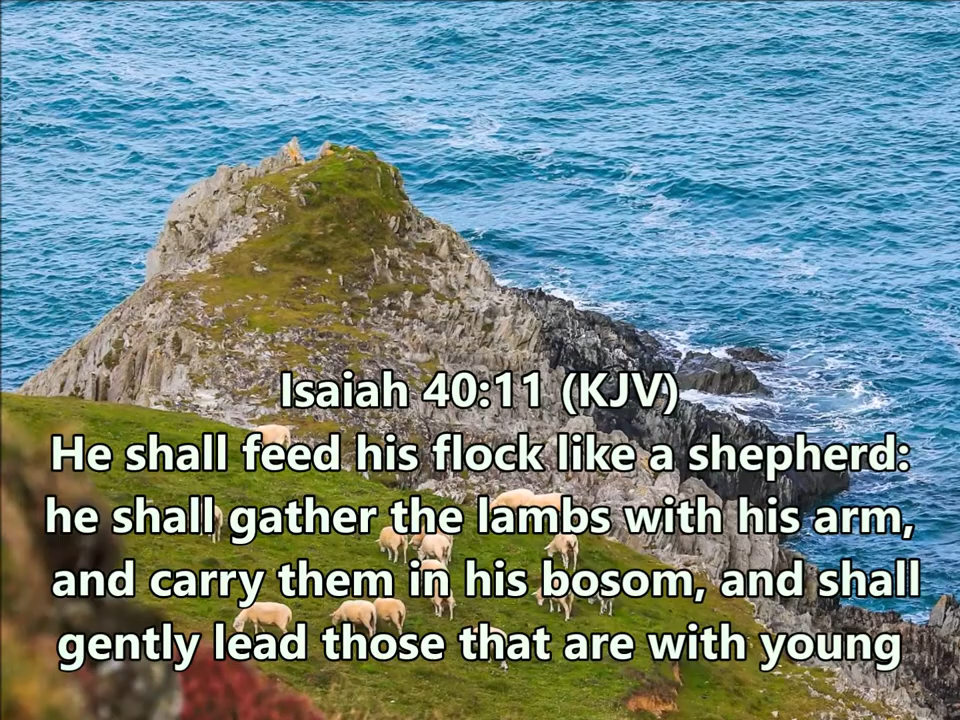 Isaiah 40:11 (KJV)
He shall feed his flock like a shepherd:
he shall gather the lambs with his arm,
and carry them in his bosom, and shall
gently lead those that are with young